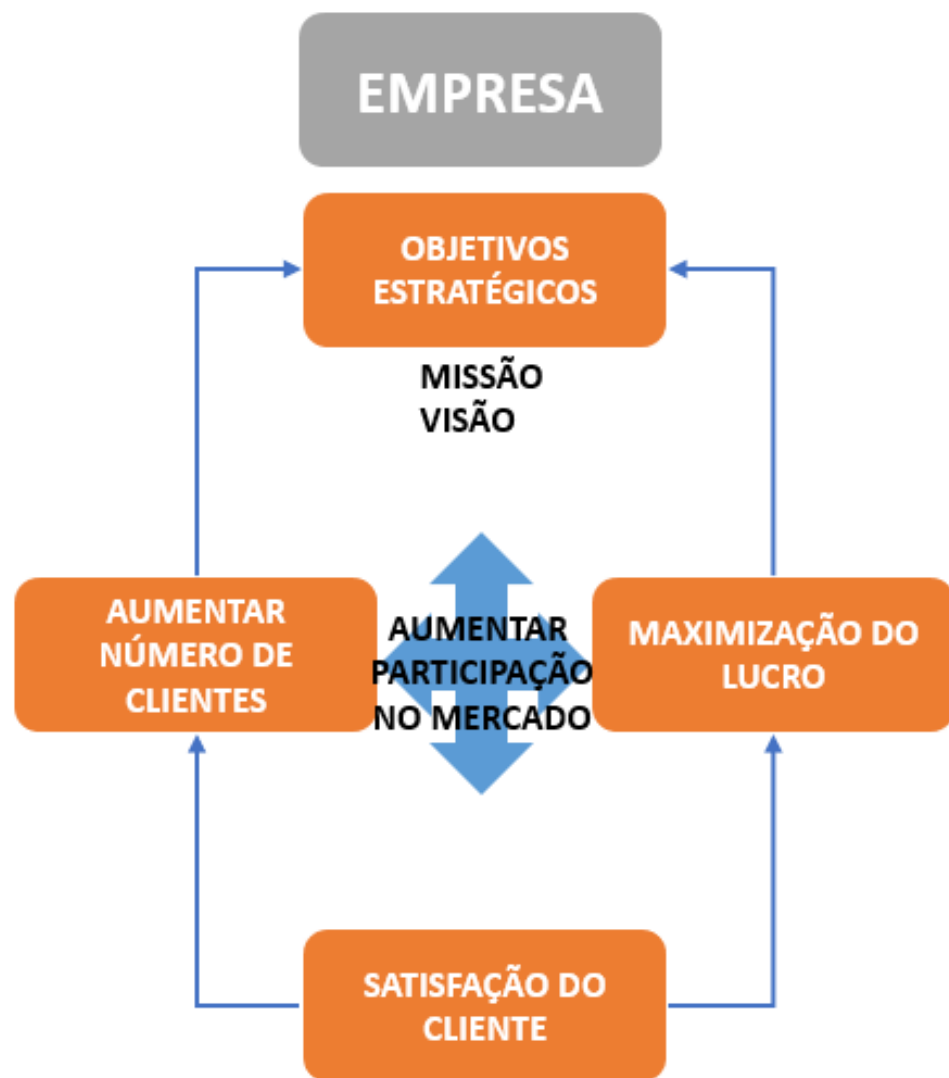 EMPRESA
OBJETIVOS
ESTRATÉGICOS
MISSÃO
VISÃO
AUMENTAR
NÚMERO DE
CLIENTES
AUMENTAR
PARTICIPAÇÃO
NO MERCADO
MAXIMIZAÇÃO DO
LUCRO
SATISFAÇÃO DO
CLIENTE